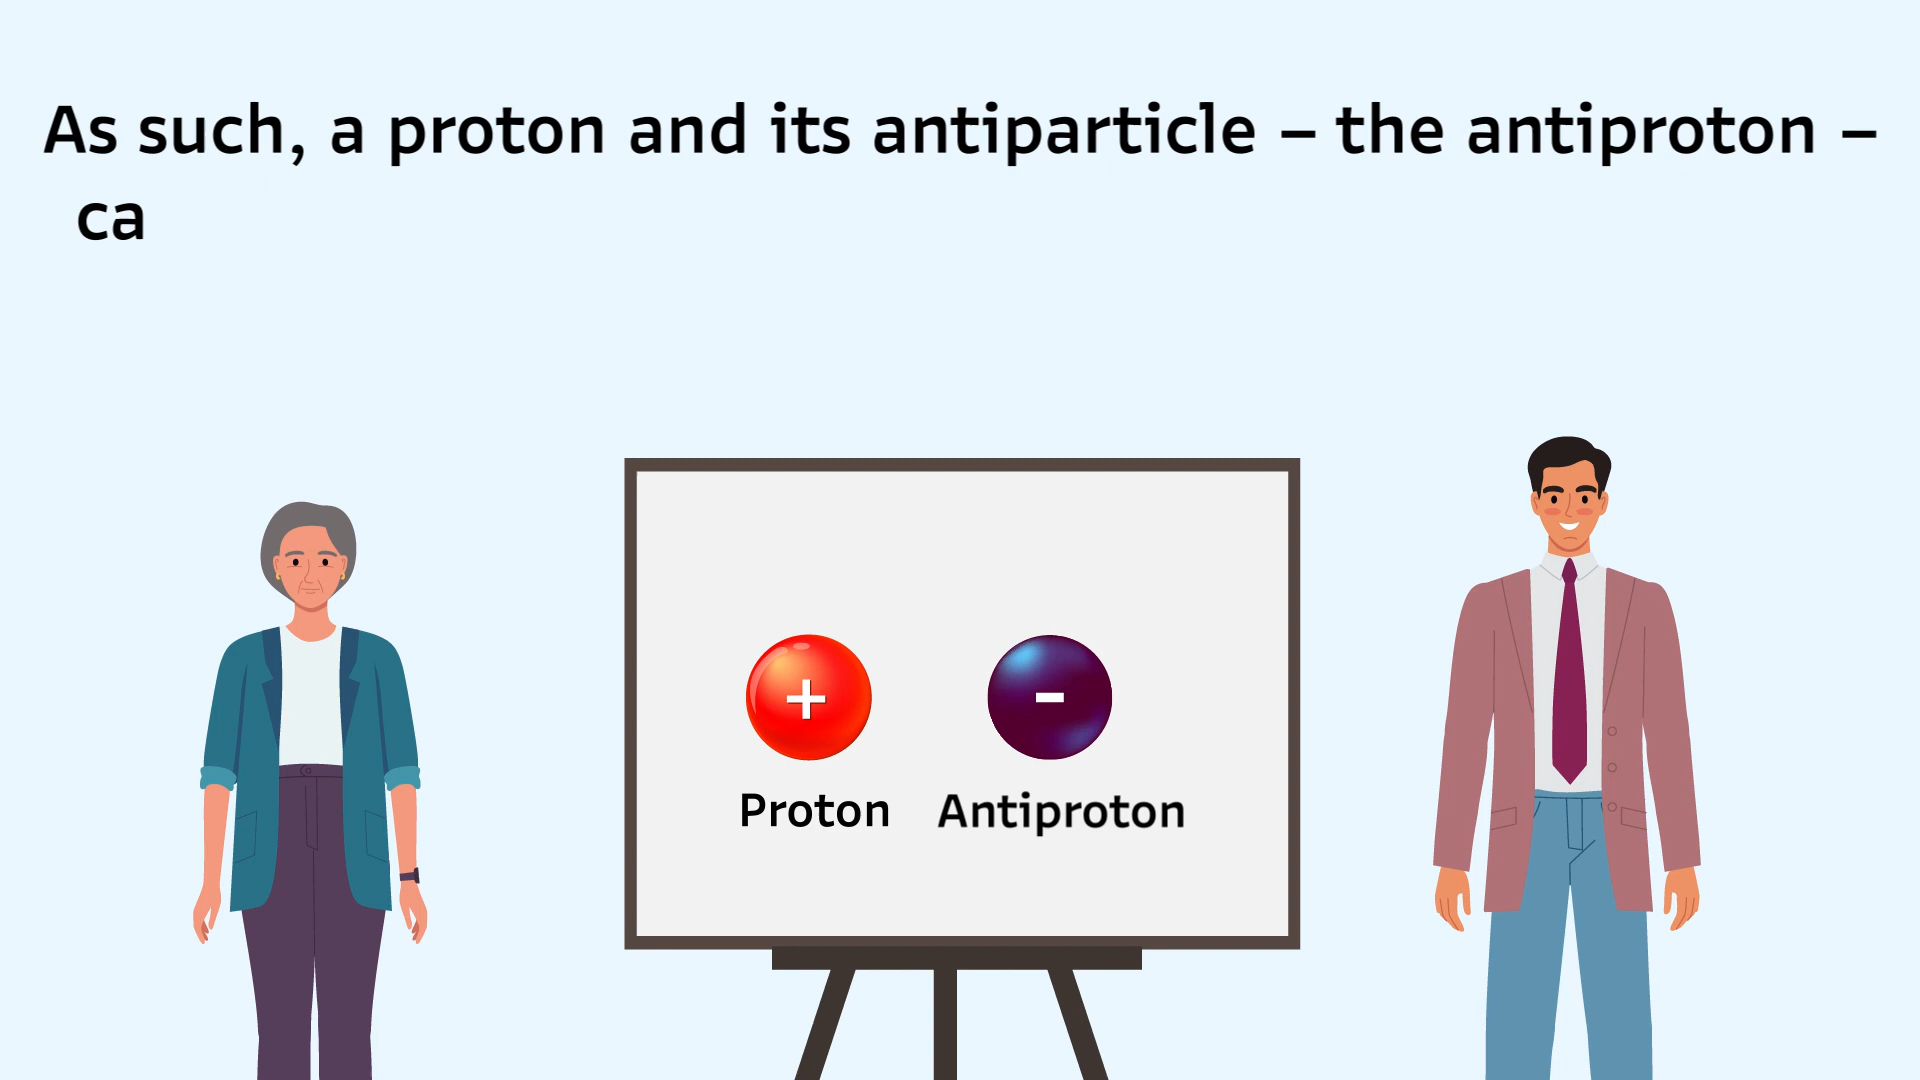 As such, a proton and its antiparticle – the antiproton –
ca
+
-
Proton Antiproton